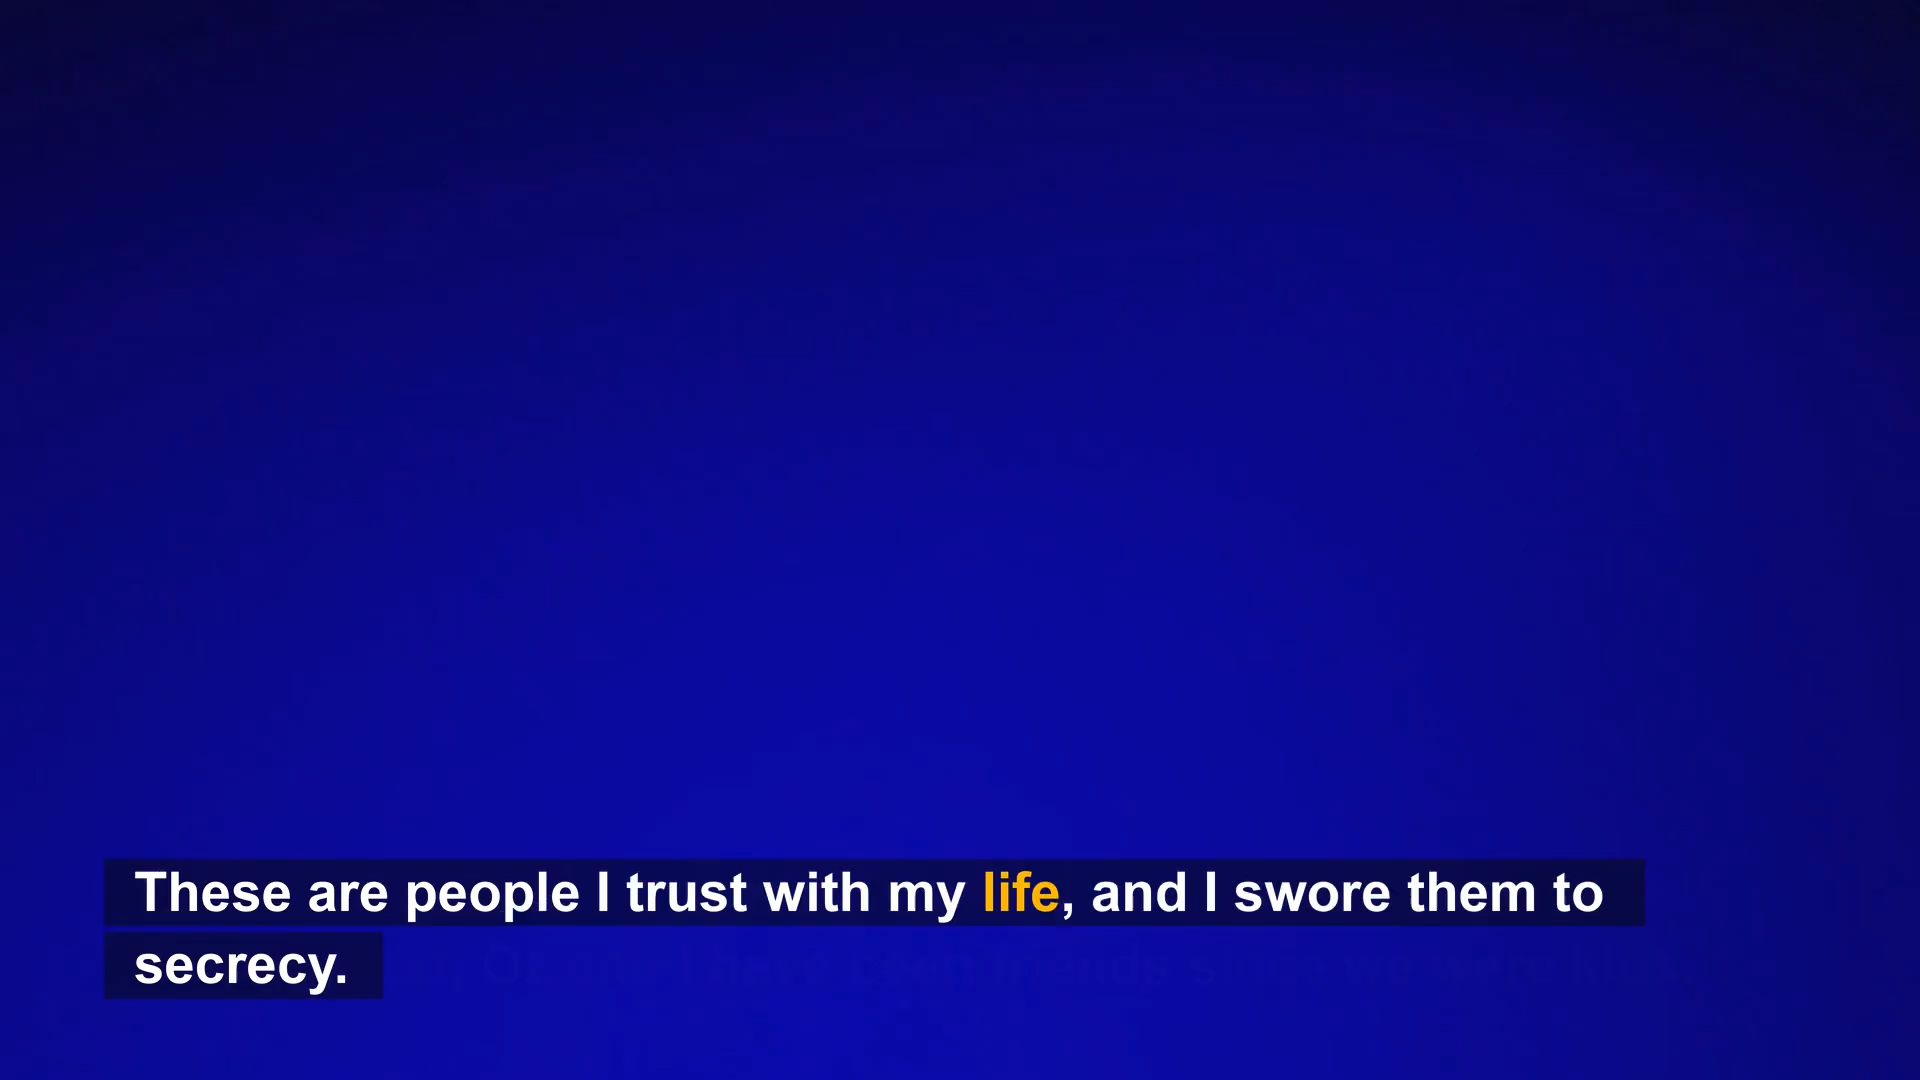 These are people I trust with my life, and I swore them to
secrecy.